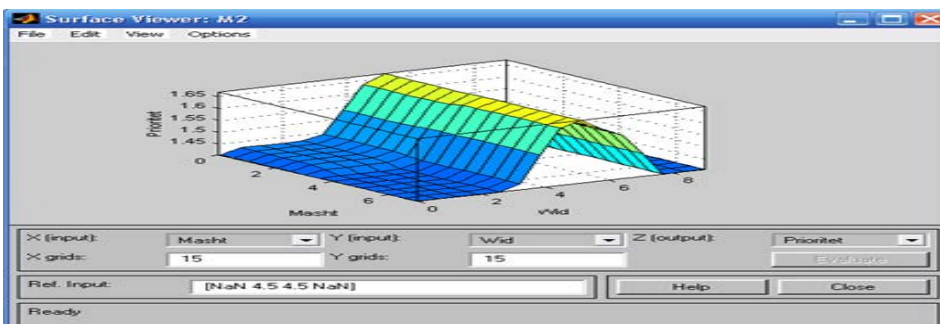 Surface Viewer: M2
File Edit View Options
1.65
1.6
1.55
1.5
1.45
Prioritet
0
2
4
6
Masht
0
2
4
6
8
Wid
X (input): Masht Y (input): Wid Z (output): Prioritet
X grids: 15 Y grids: 15 Evaluate
Ref. Input: [NaN 4.5 4.5 NaN] Help Close
Ready